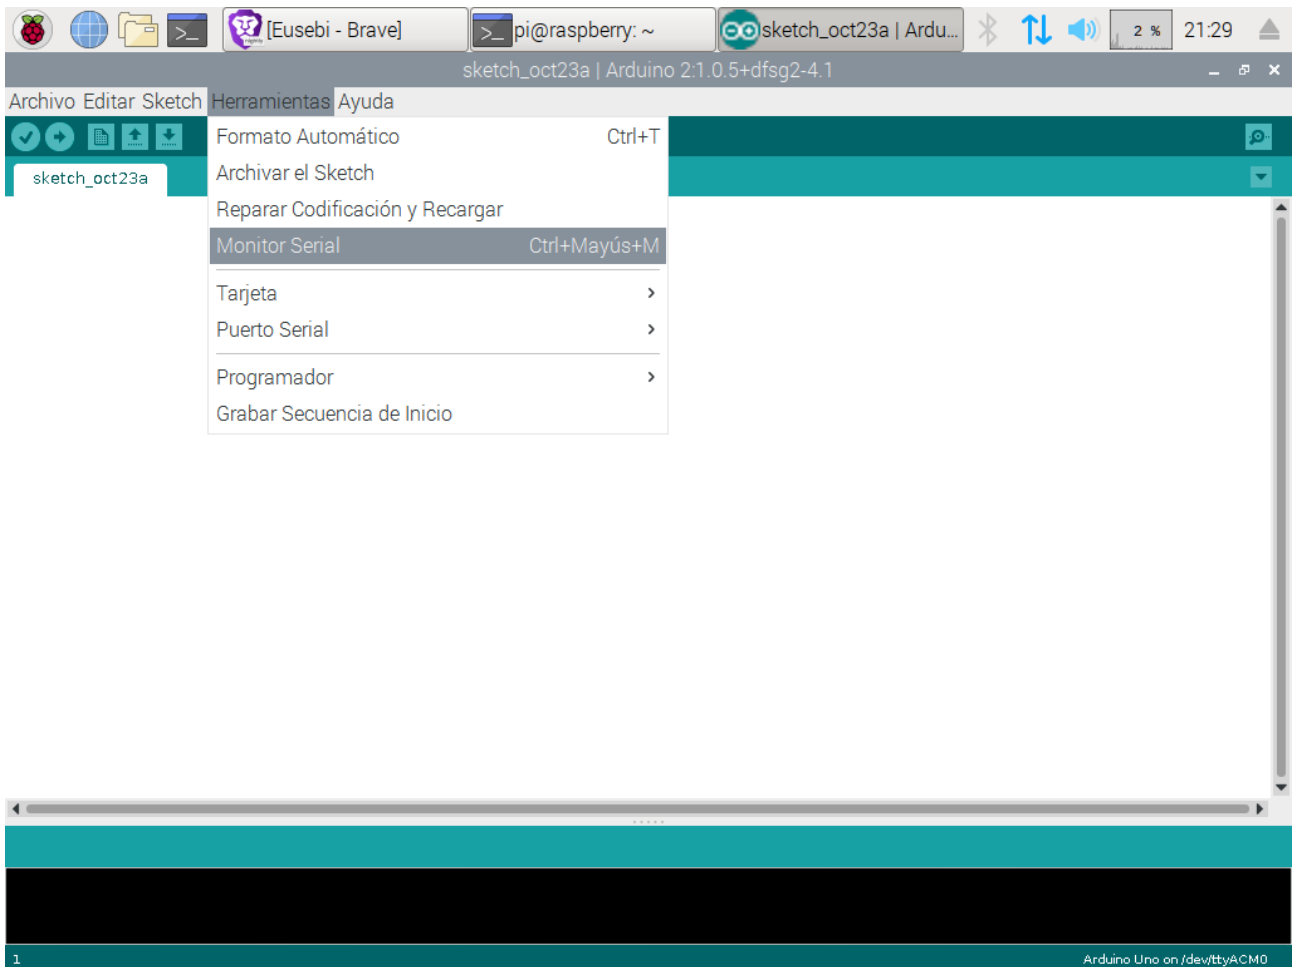 [Eusebi - Brave] pi@raspberry: ~ sketch_oct23a | Ardu... 2 % 21:29
sketch_oct23a | Arduino 2:1.0.5+dfsg2-4.1
Archivo Editar Sketch Herramientas Ayuda
Formato Automático Ctrl+T
sketch_oct23a
Archivar el Sketch
Reparar Codificación y Recargar
Monitor Serial Ctrl+Mayús+M
Tarjeta
Puerto Serial
Programador
Grabar Secuencia de Inicio
1 Arduino Uno on /dev/ttyACM0